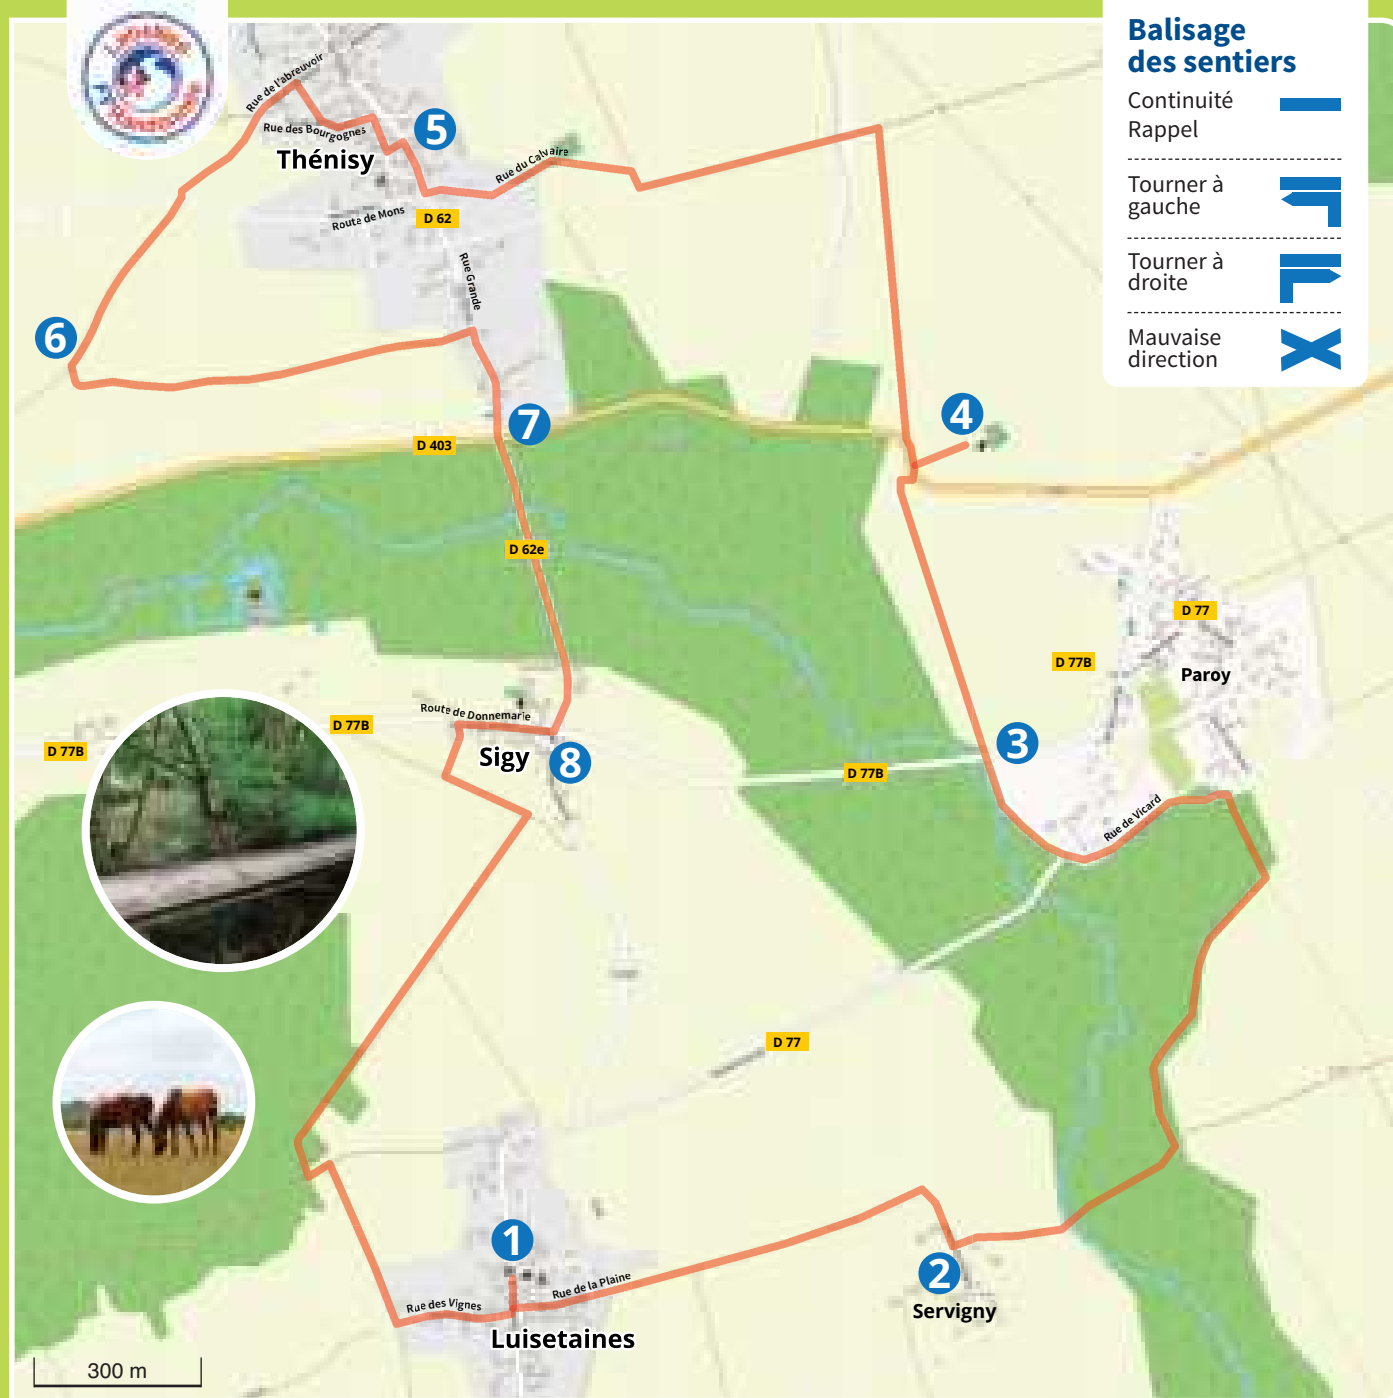 Balisage
des sentiers
Continuité
Rappel
Tourner à
gauche
Tourner à
droite
Mauvaise
direction
Rue de l'abreuvoir
Rue des Bourgognes
5
Thénisy
Rue du Calvaire
Route de Mons
D 62
Rue Grande
6
4
7
D 403
D 62e
D 77
D 77B
Paroy
Route de Donnemarie
D 77B
D 77B
Sigy
8
3
D 77B
Rue de Vicard
D 77
1
2
Rue de la Plaine
Rue des Vignes
Servigny
Luisetaines
300 m